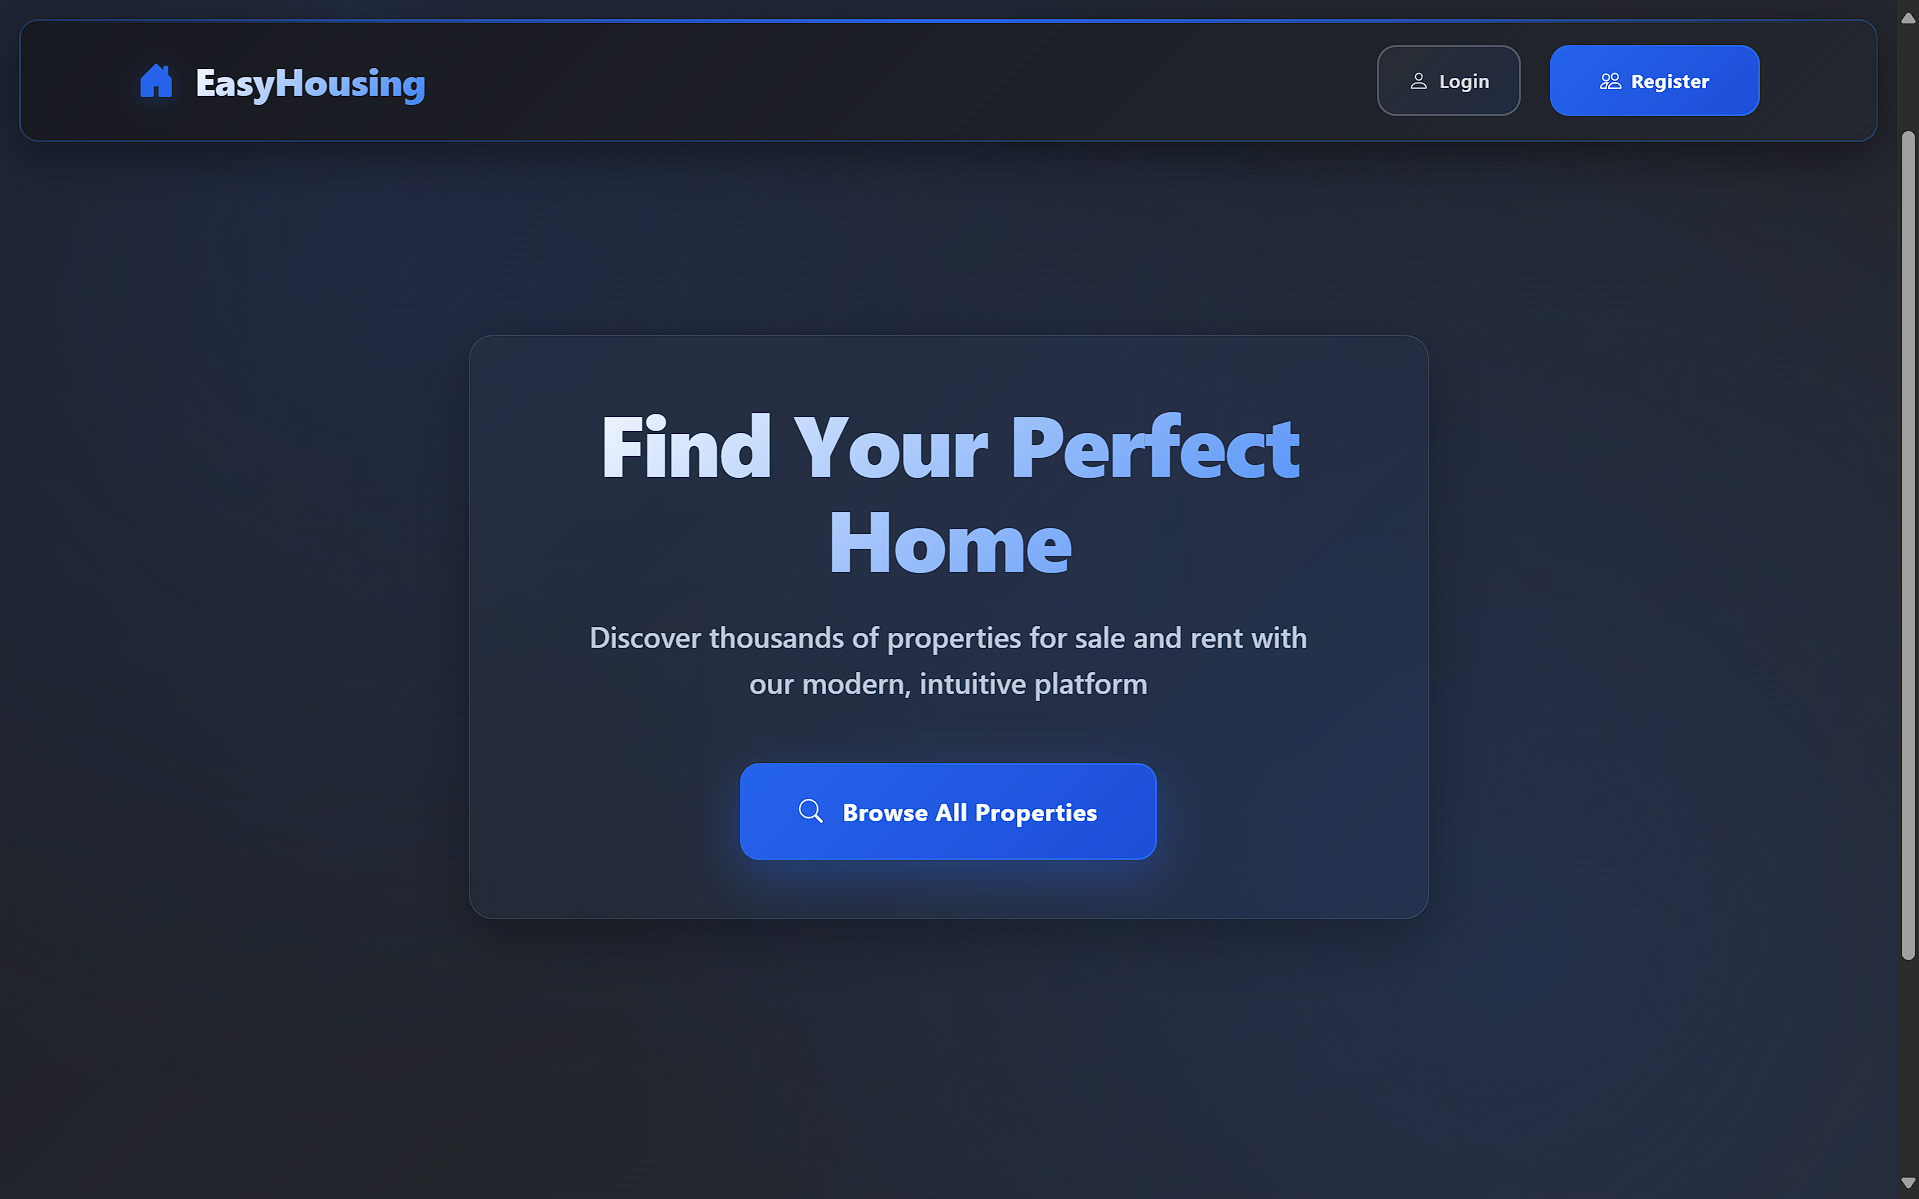 EasyHousing
Login
Register
Find Your Perfect
Home
Discover thousands of properties for sale and rent with
our modern, intuitive platform
Browse All Properties